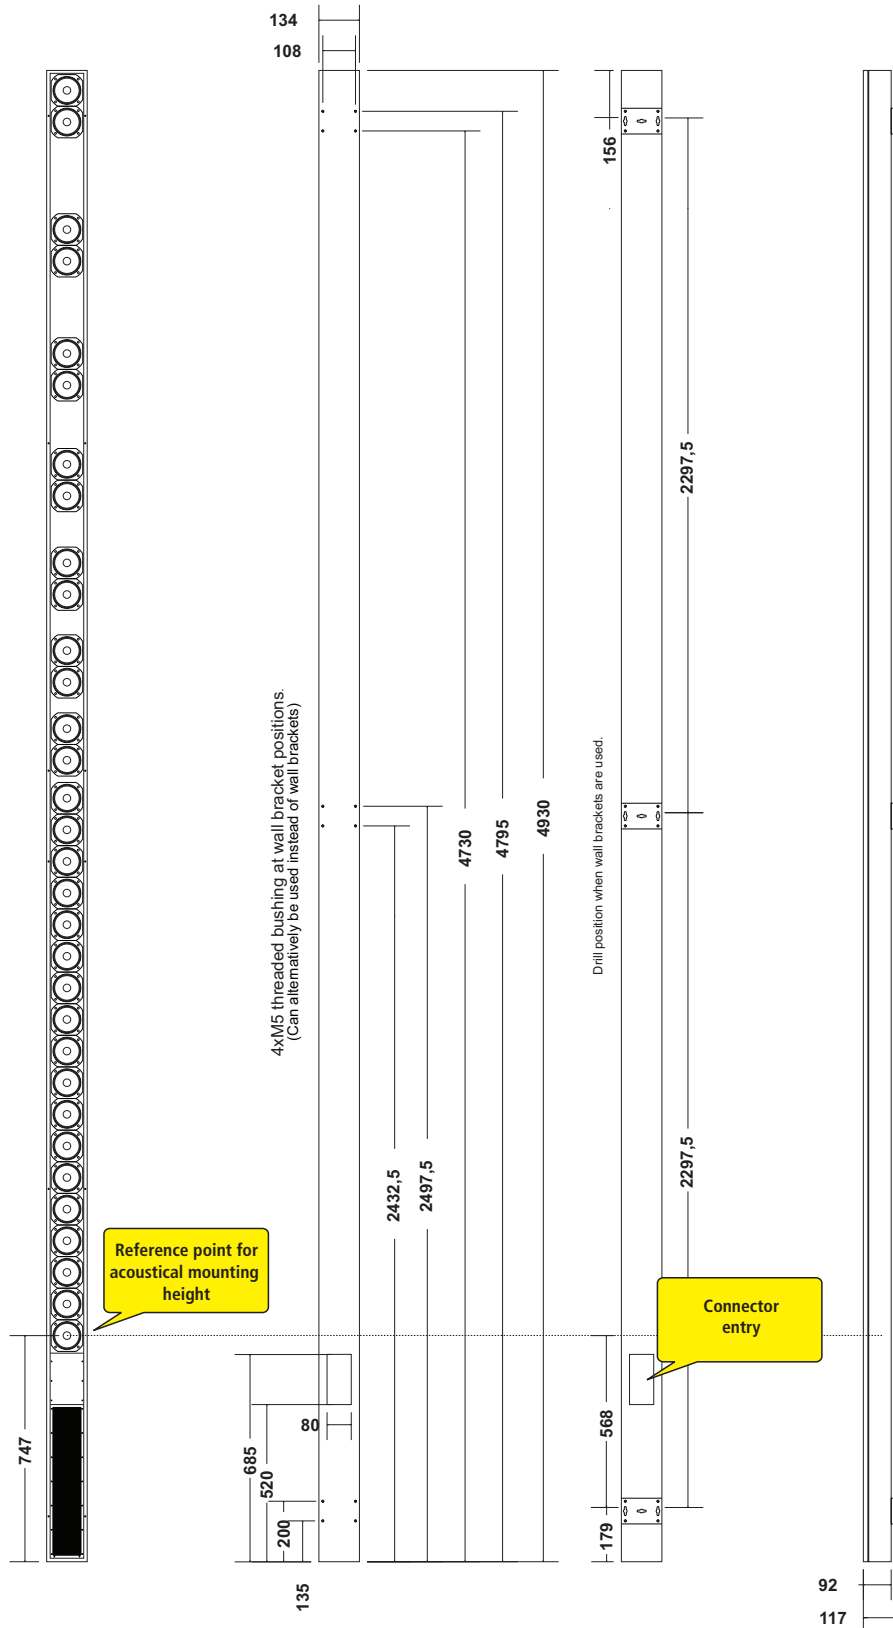 134
108
156
2297,5
4xM5 threaded bushing at wall bracket positions.
(Can alternatively be used instead of wall brackets)
Drill position when wall brackets are used.
4730
4795
4930
2432,5
2497,5
2297,5
Reference point for
acoustical mounting
height
Connector
entry
747
685
520
80
568
200
179
135
92
117